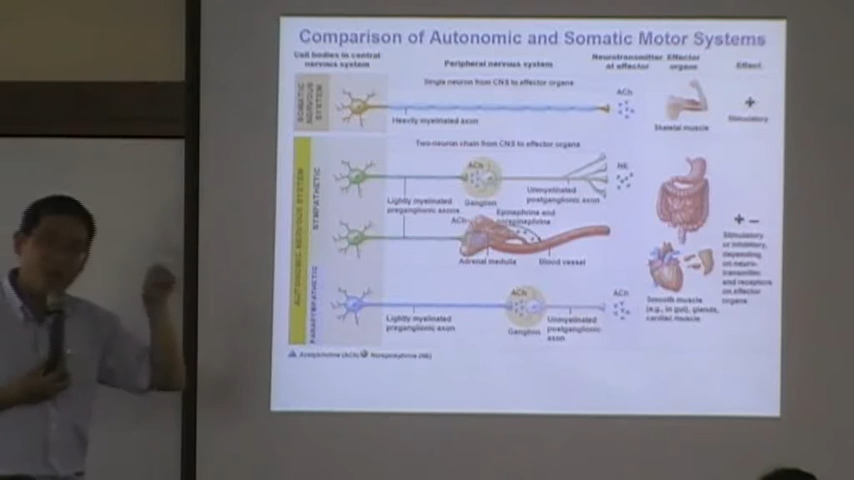 Comparison of Autonomic and Somatic Motor Systems
Cell bodies in central
nervous system
Peripheral nervous system
Neurotransmitter
at effector
Effector
organs
Effect
SOMATIC
NERVOUS
SYSTEM
Single neuron from CNS to effector organs
Heavily myelinated axon
ACh
Skeletal muscle
+
Stimulatory
AUTONOMIC NERVOUS SYSTEM
SYMPATHETIC
Two-neuron chain from CNS to effector organs
ACh
NE
Lightly myelinated
preganglionic axons
Ganglion
Unmyelinated
postganglionic axon
Epinephrine and
norepinephrine
ACh
Adrenal medulla
Blood vessel
+ −
Stimulatory
or inhibitory,
depending
on neuro-
transmitter
and receptors
on effector
organs
PARASYMPATHETIC
ACh
ACh
Lightly myelinated
preganglionic axon
Ganglion
Unmyelinated
postganglionic
axon
Smooth muscle
(e.g., in gut), glands,
cardiac muscle
Acetylcholine (ACh)
Norepinephrine (NE)